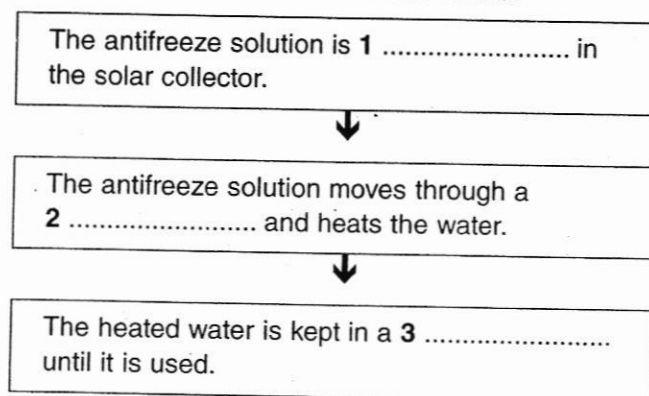 The antifreeze solution is 1 .......................... in
the solar collector.
The antifreeze solution moves through a
2 .......................... and heats the water.
The heated water is kept in a 3 ..........................
until it is used.